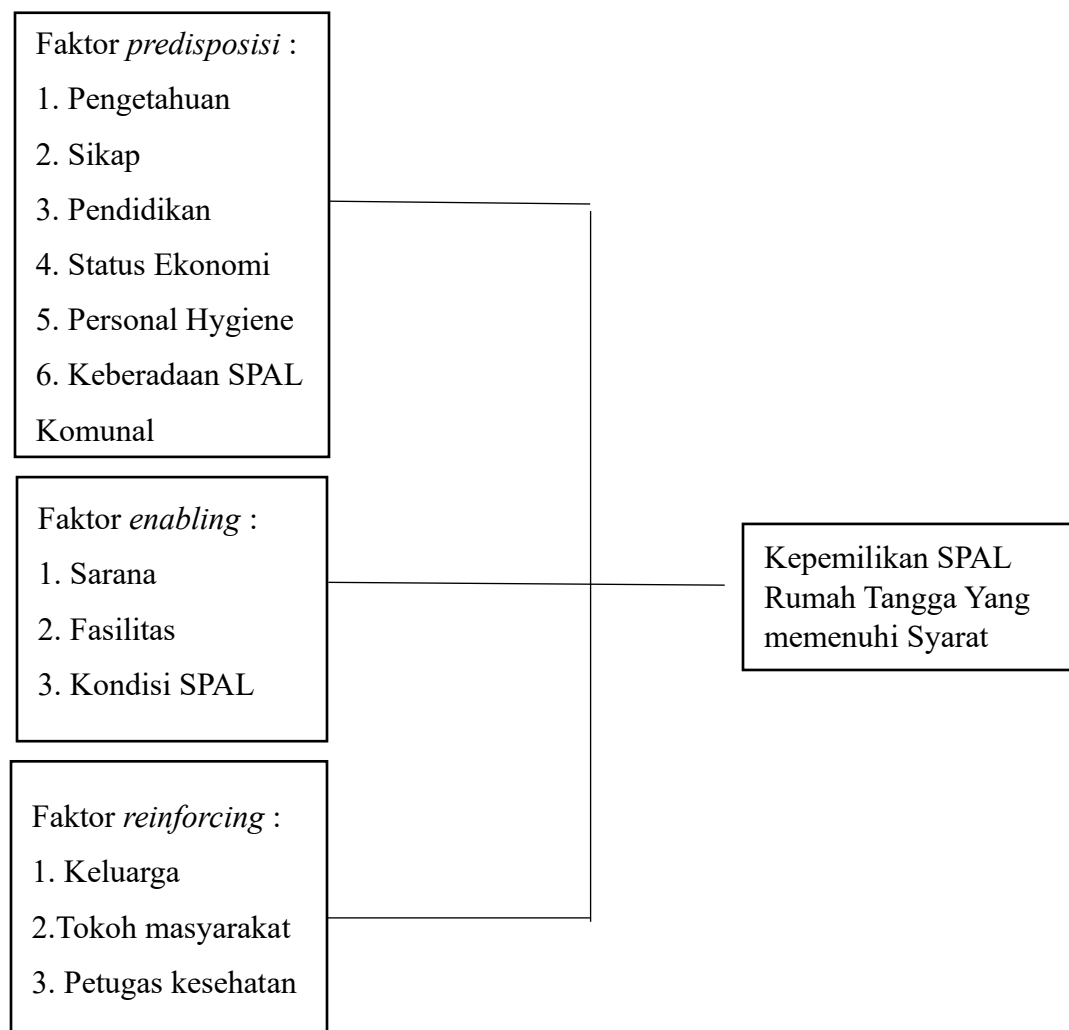 Faktor predisposisi :
1. Pengetahuan
2. Sikap
3. Pendidikan
4. Status Ekonomi
5. Personal Hygiene
6. Keberadaan SPAL
Komunal
Faktor enabling :
1. Sarana
2. Fasilitas
3. Kondisi SPAL
Faktor reinforcing :
1. Keluarga
2.Tokoh masyarakat
3. Petugas kesehatan
Kepemilikan SPAL
Rumah Tangga Yang
memenuhi Syarat